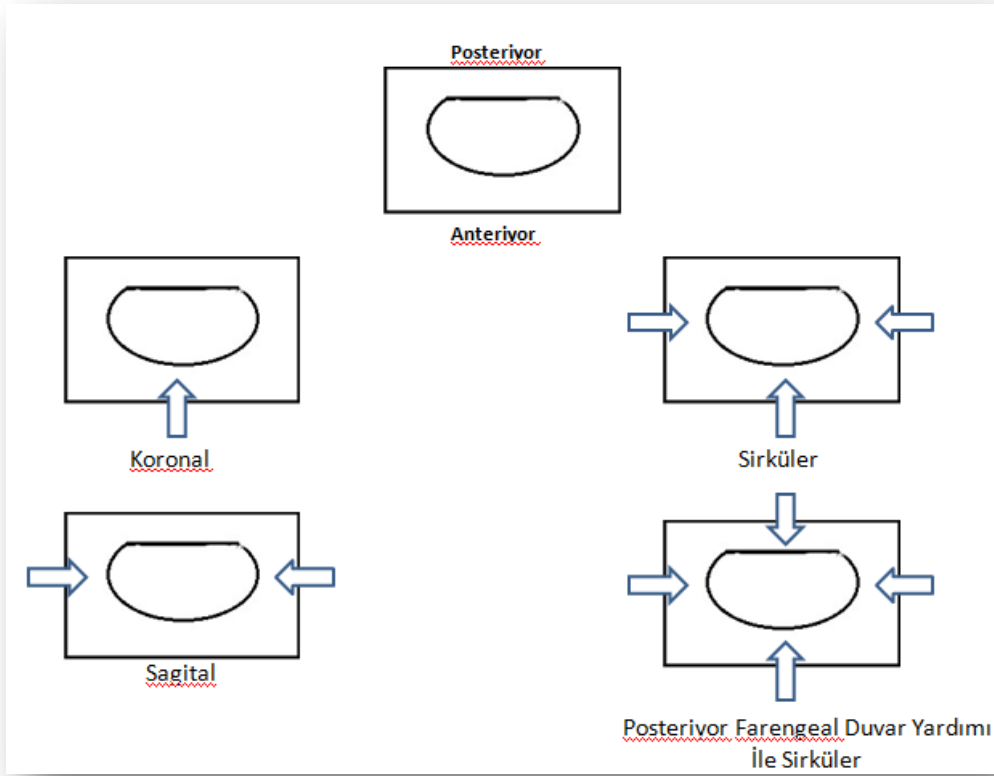 Posteriyor
Anteriyor
Koronal
Sirküler
Sagital
Posteriyor Farengeal Duvar Yardımı
İle Sirküler